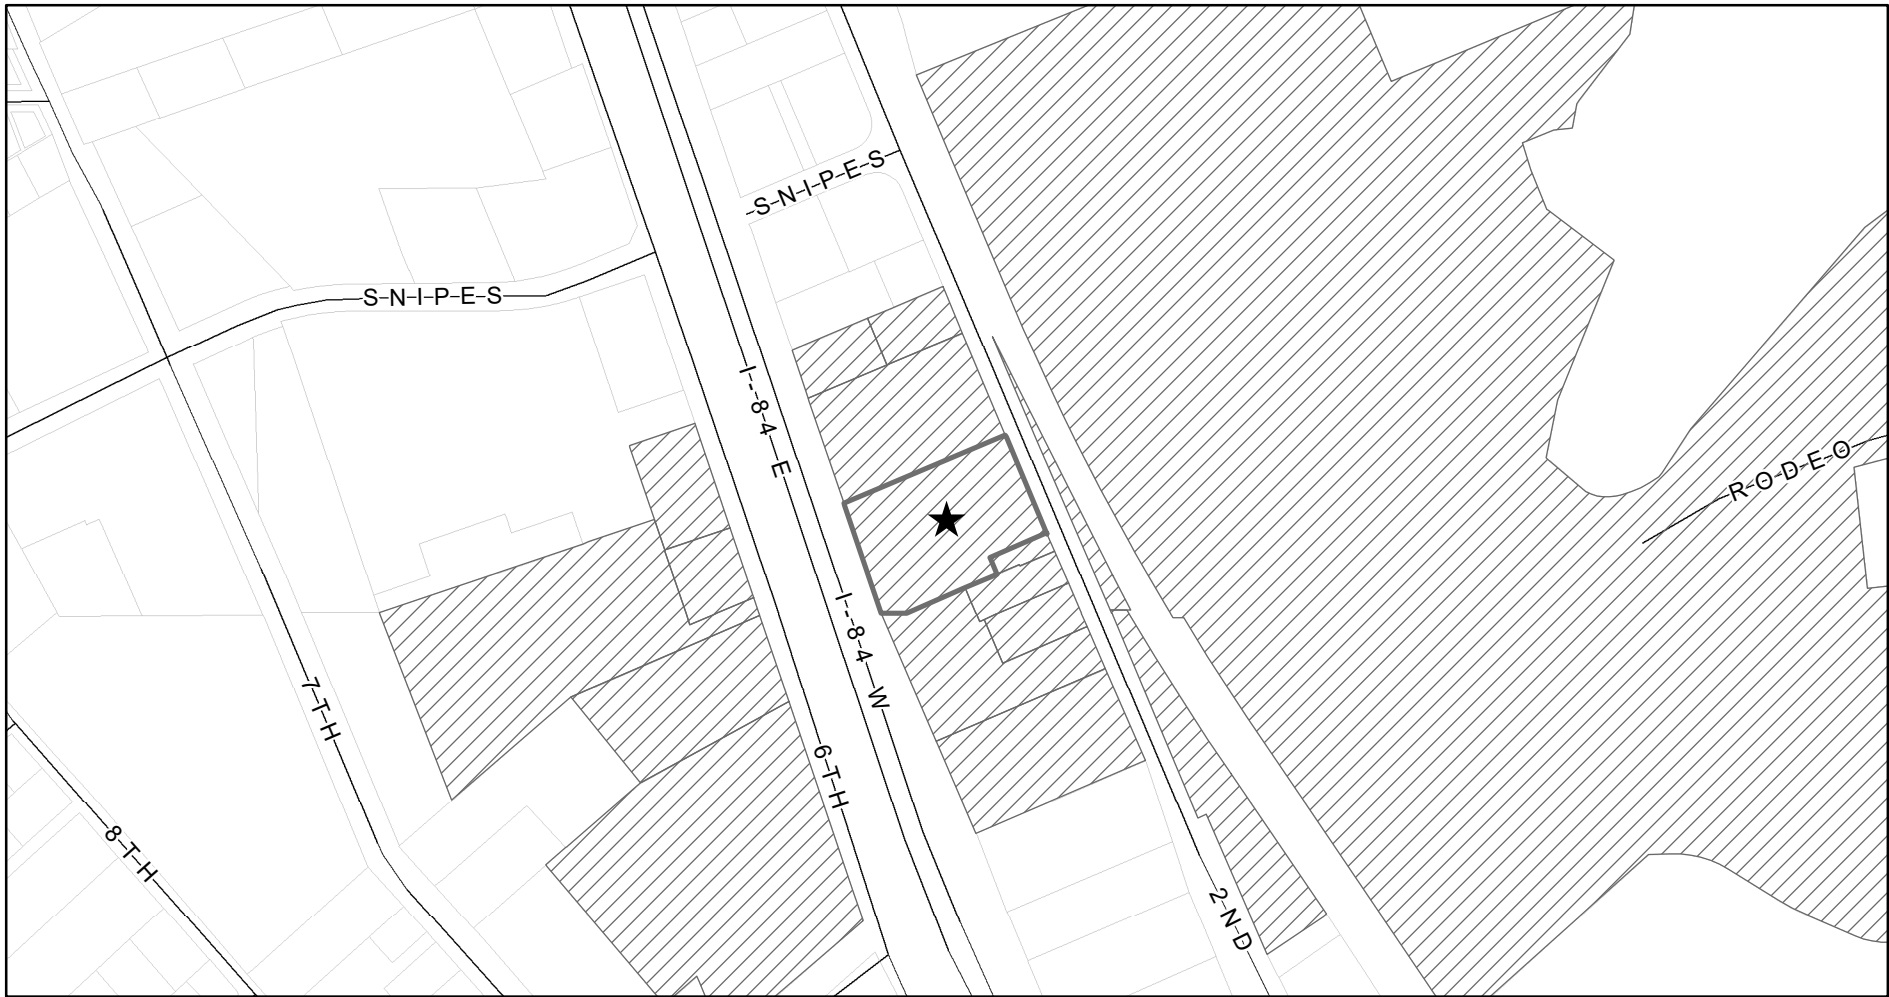 S-N-I-P-E-S
S-N-I-P-E-S
I--8-4 E
R-O-D-E-O
I--8-4 W
7-T-H
6-T-H
8-T-H
2-N-D